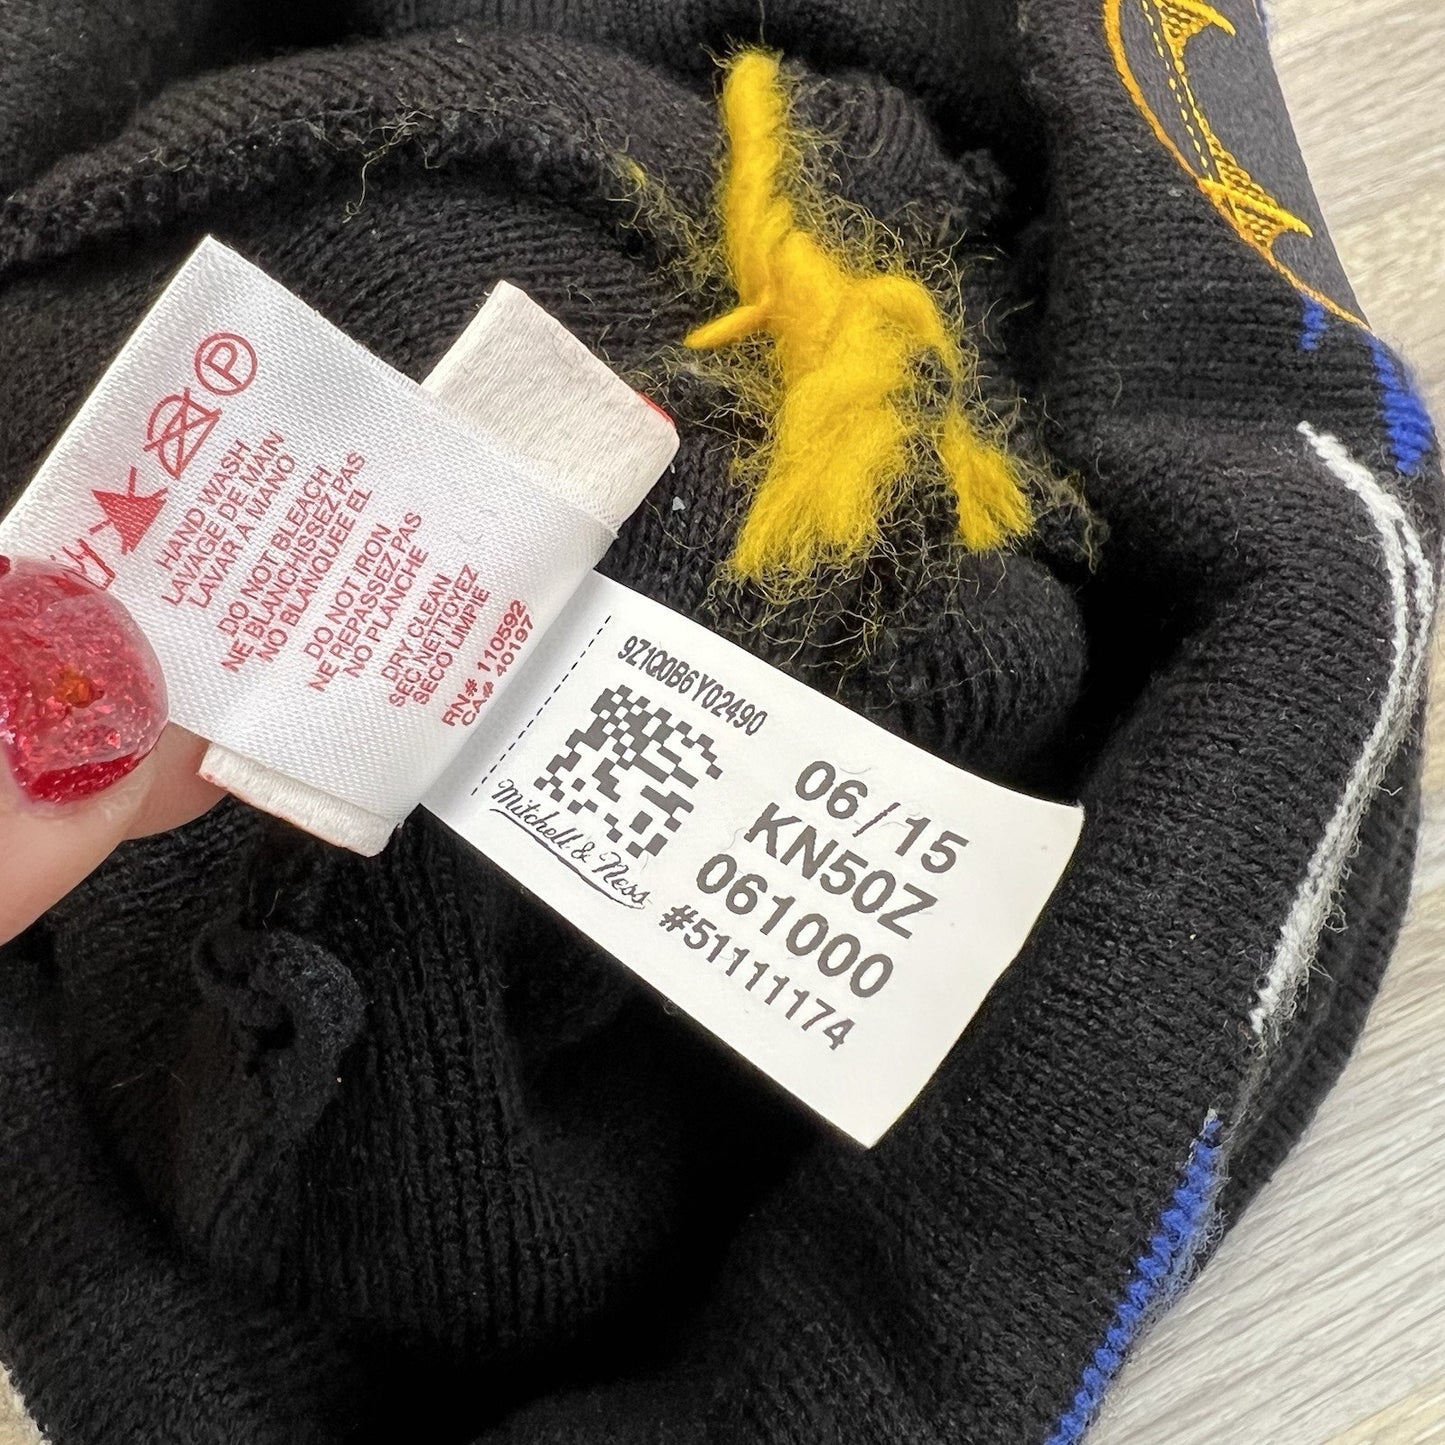 P
HAND WASH
LAVAGE DE MAIN
LAVAR A MANO
DO NOT BLEACH
NE BLANCHISSEZ PAS
NO BLANQUEE EL
DO NOT IRON
NE REPASSEZ PAS
NO PLANCHE
DRY CLEAN
SEC NETTOYEZ
SECO LIMPIE
RN# 110592
CA# 40197
9Z1Q0B6Y02490
Mitchell & Ness
06/15
KN50Z
061000
#51111174